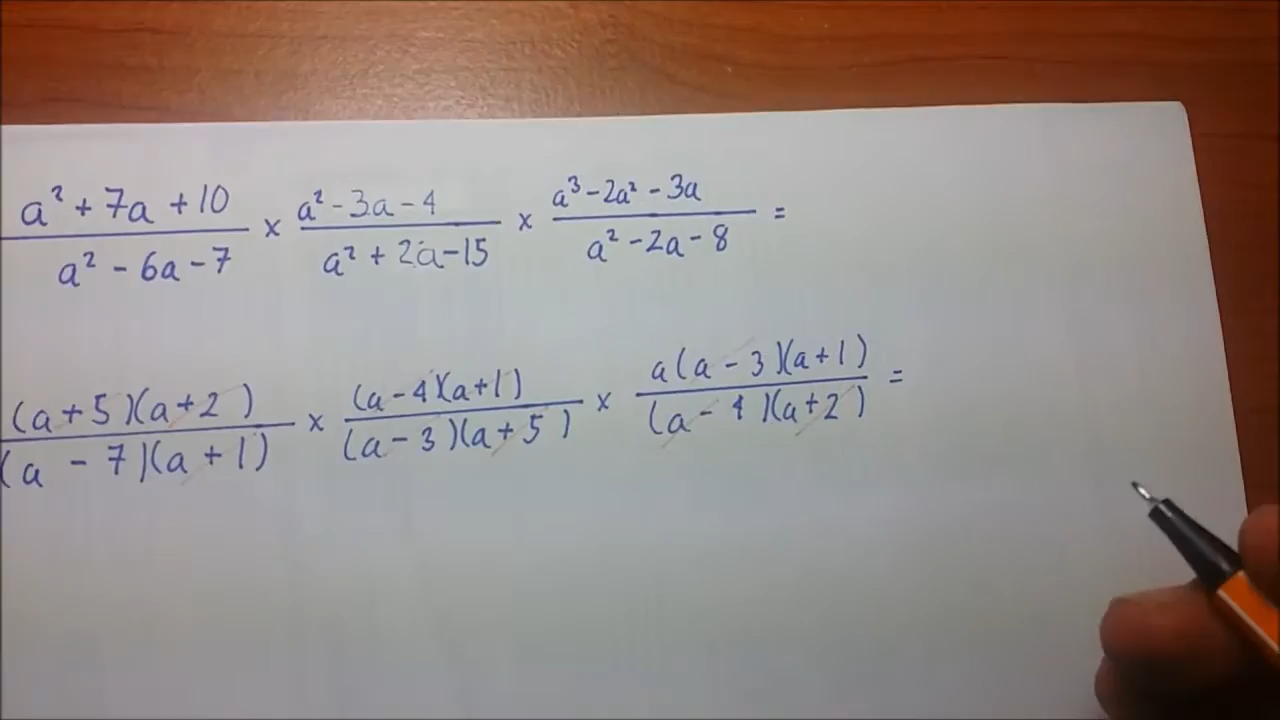 a² + 7a + 10 / a² - 6a - 7 × a² - 3a - 4 / a² + 2a - 15 × a³ - 2a² - 3a / a² - 2a - 8 =
(a + 5)(a + 2) / (a - 7)(a + 1) × (a - 4)(a + 1) / (a - 3)(a + 5) × a(a - 3)(a + 1) / (a - 4)(a + 2) =